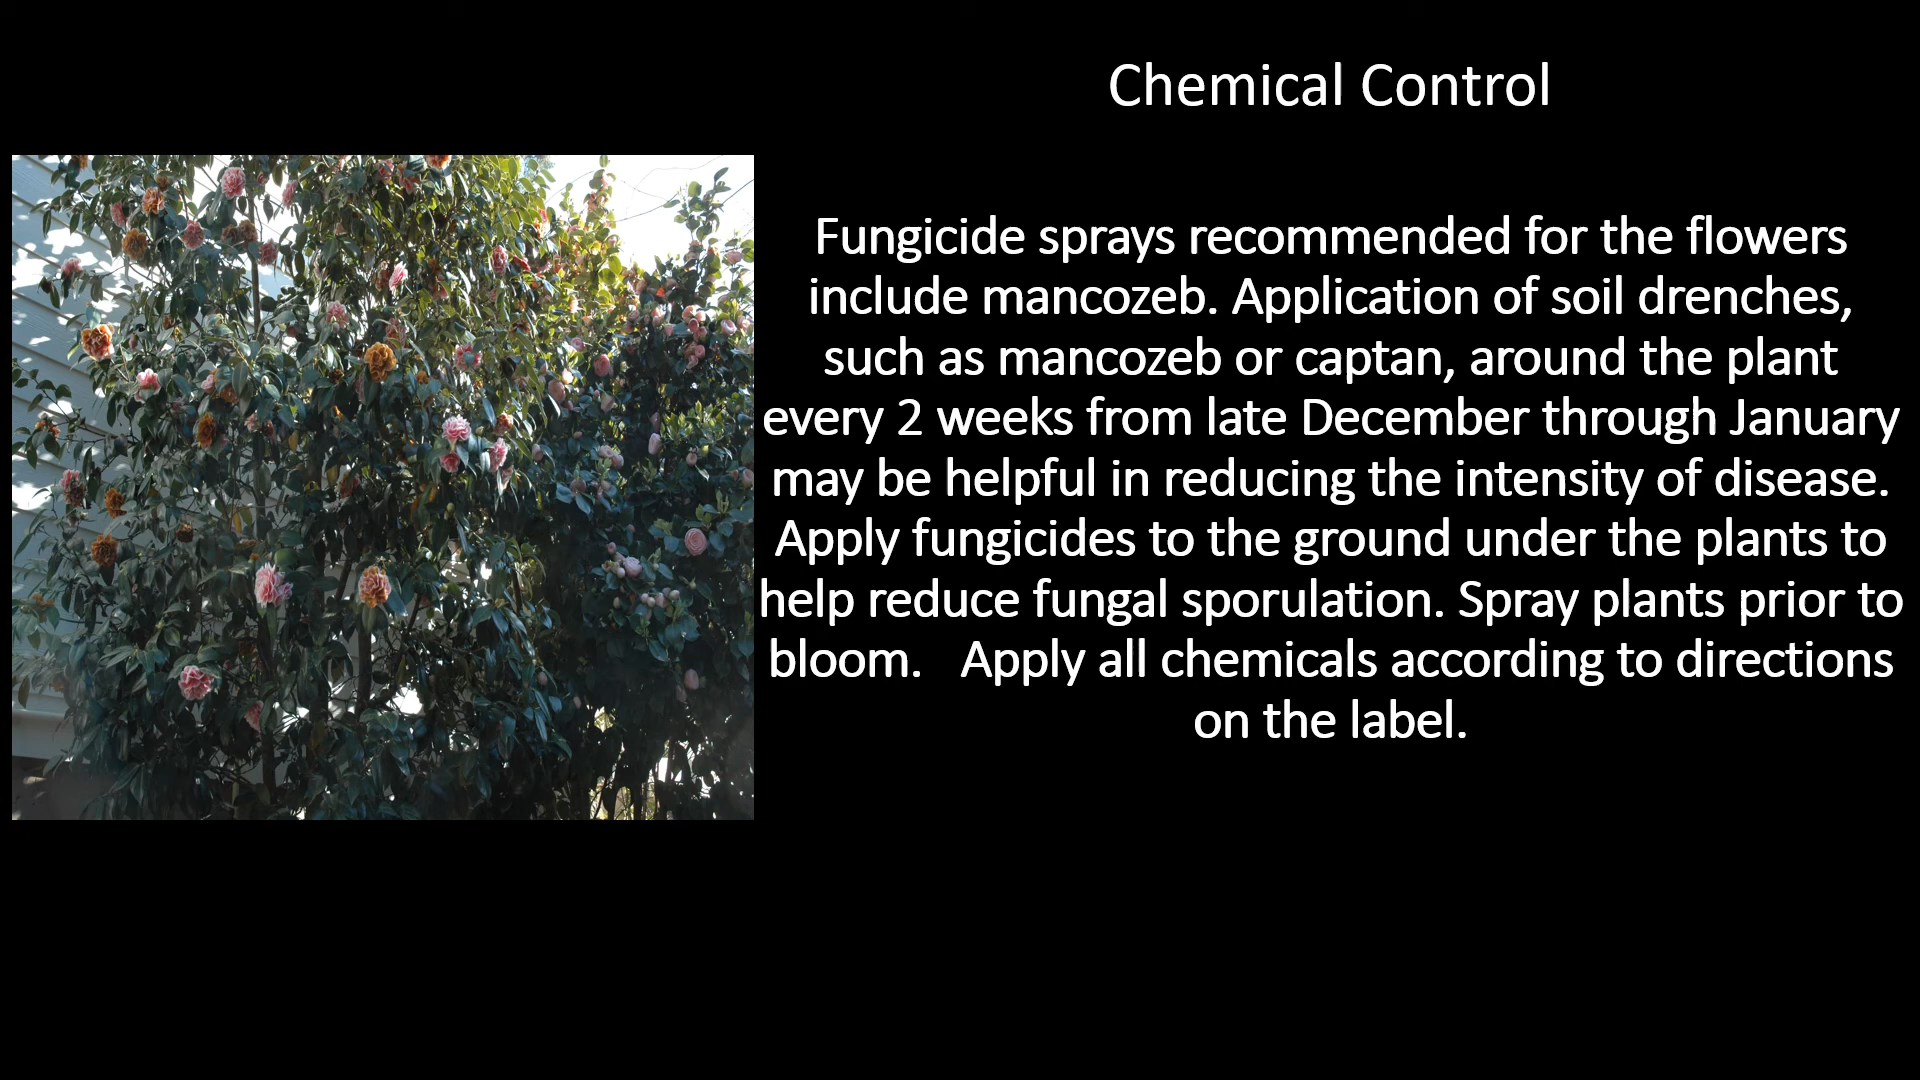 Chemical Control
Fungicide sprays recommended for the flowers
include mancozeb. Application of soil drenches,
such as mancozeb or captan, around the plant
every 2 weeks from late December through January
may be helpful in reducing the intensity of disease.
Apply fungicides to the ground under the plants to
help reduce fungal sporulation. Spray plants prior to
bloom.   Apply all chemicals according to directions
on the label.